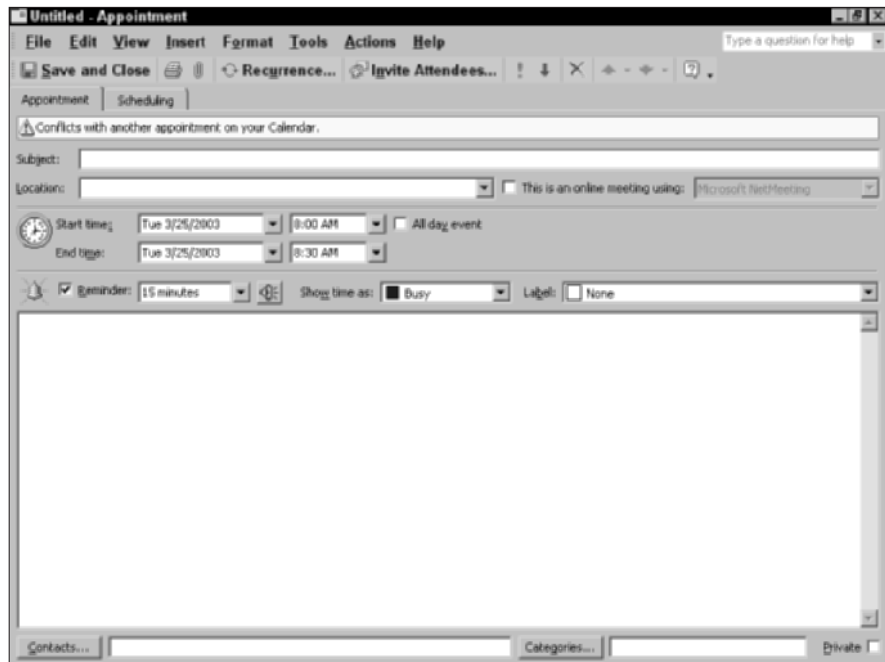 Untitled - Appointment
File Edit View Insert Format Tools Actions Help Type a question for help
Save and Close Recurrence... Invite Attendees...
Appointment Scheduling
Conflicts with another appointment on your Calendar.
Subject:
Location: This is an online meeting using: Microsoft NetMeeting
Start time: Tue 3/25/2003 8:00 AM All day event
End time: Tue 3/25/2003 8:30 AM
Reminder: 15 minutes Show time as: Busy Label: None
Contacts... Categories... Private